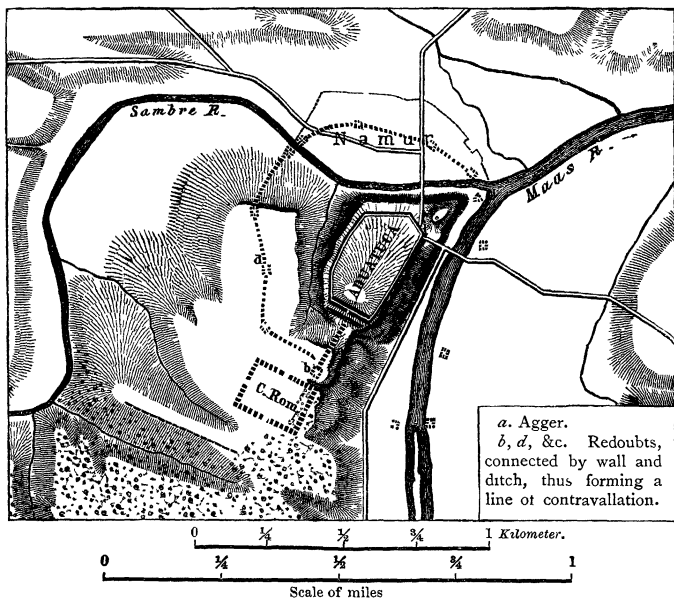 Sambre R.
a
Namur
Maas R.
d
ADUATUCA
b
C. Rom.
a. Agger.
b, d, &c. Redoubts,
connected by wall and
ditch, thus forming a
line of contravallation.
0 ¼ ½ ¾ 1 Kilometer.
0 ¼ ½ ¾ 1
Scale of miles